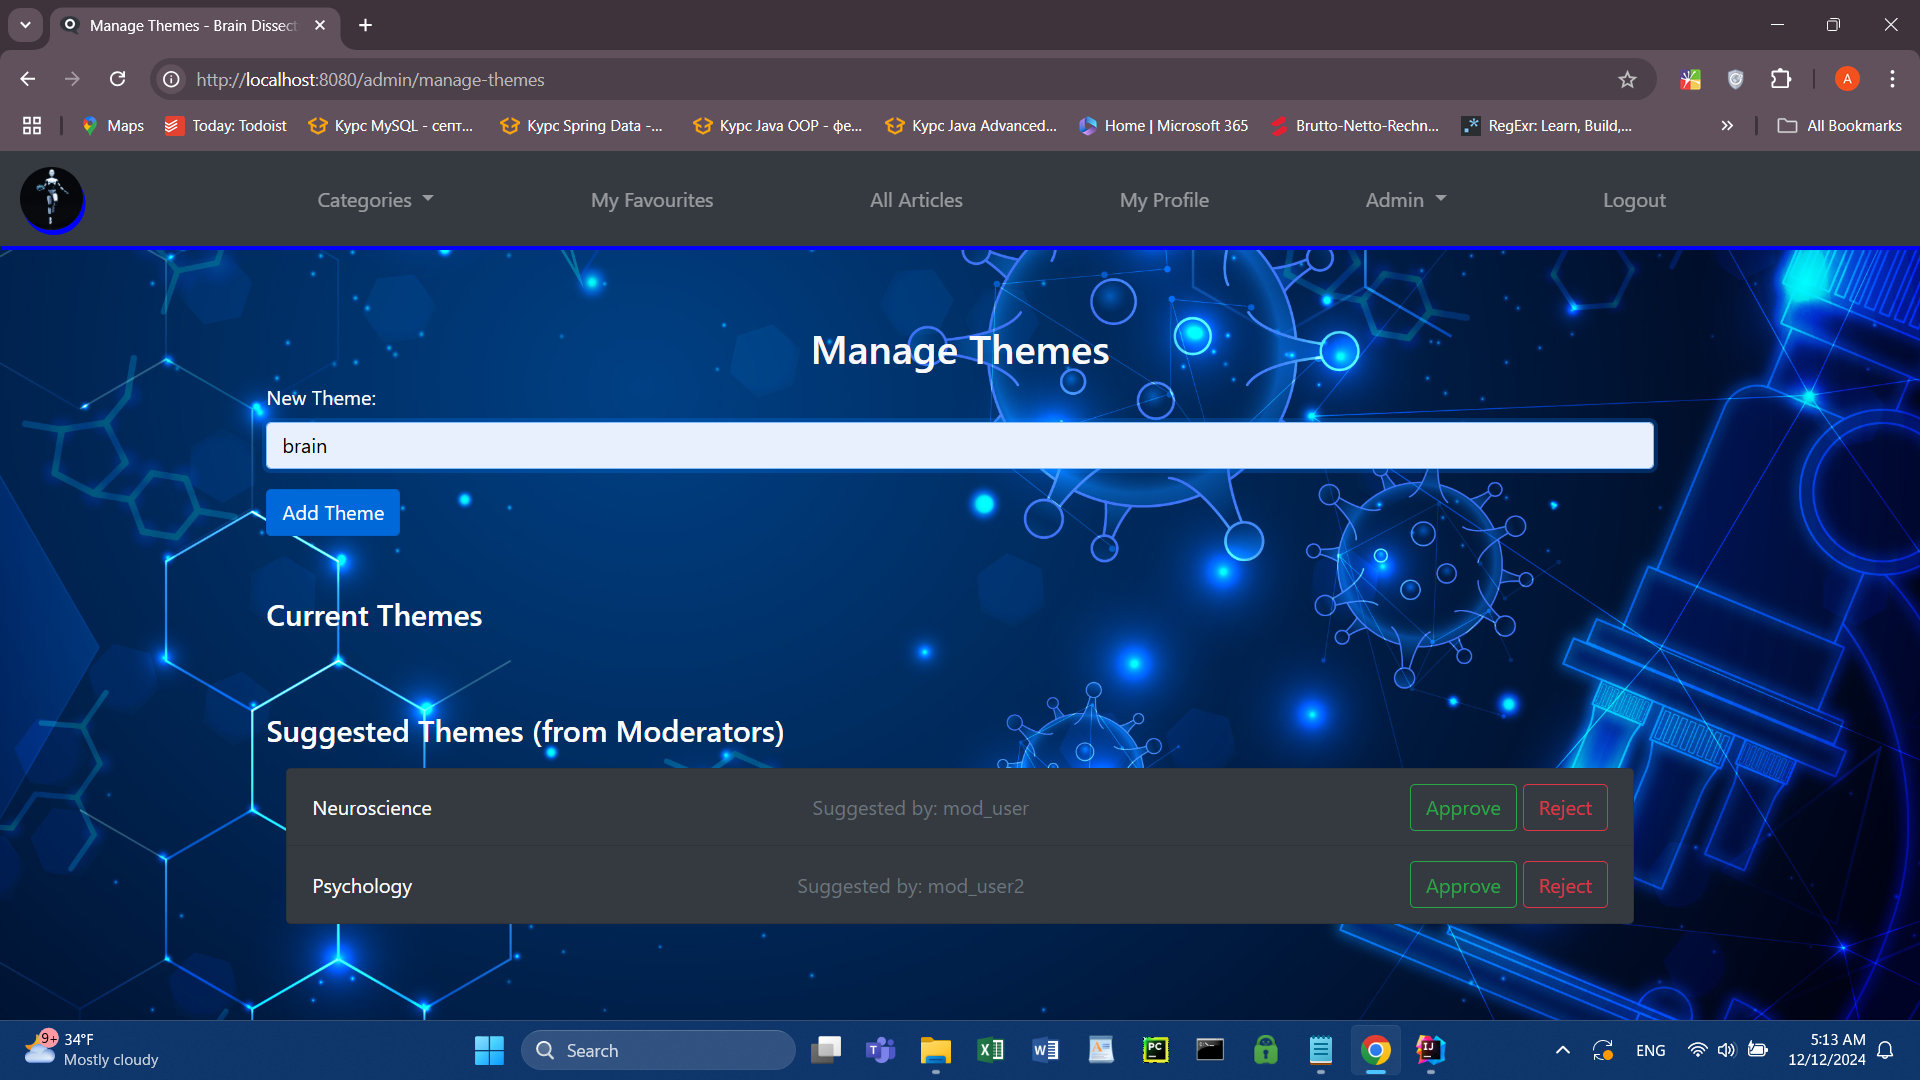 Manage Themes - Brain Dissect
http://localhost:8080/admin/manage-themes
A
Maps
Today: Todoist
Курс MySQL - септ...
Курс Spring Data -...
Курс Java OOP - фе...
Курс Java Advanced...
Home | Microsoft 365
Brutto-Netto-Rechn...
RegExr: Learn, Build,...
All Bookmarks
Categories
My Favourites
All Articles
My Profile
Admin
Logout
Manage Themes
New Theme:
brain
Add Theme
Current Themes
Suggested Themes (from Moderators)
Neuroscience
Suggested by: mod_user
Approve
Reject
Psychology
Suggested by: mod_user2
Approve
Reject
9+
34°F
Mostly cloudy
Search
PC
IJ
ENG
5:13 AM
12/12/2024